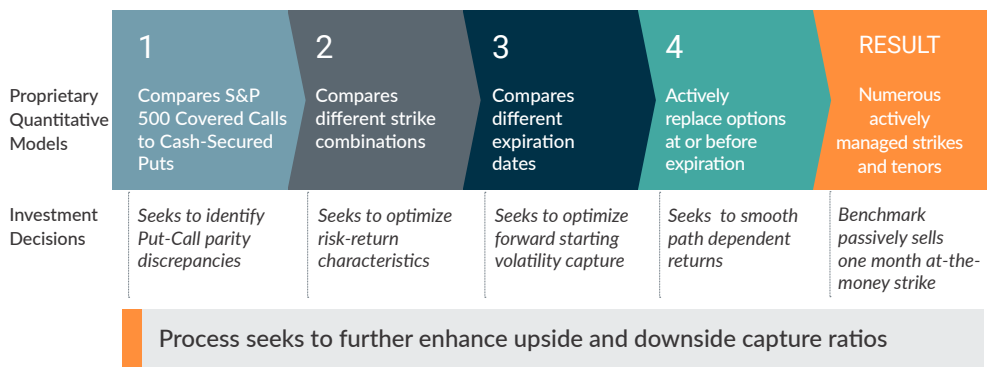 Proprietary
Quantitative
Models
1
Compares S&P
500 Covered Calls
to Cash-Secured
Puts
2
Compares
different strike
combinations
3
Compares
different
expiration
dates
4
Actively
replace options
at or before
expiration
RESULT
Numerous
actively
managed strikes
and tenors
Investment
Decisions
Seeks to identify
Put-Call parity
discrepancies
Seeks to optimize
risk-return
characteristics
Seeks to optimize
forward starting
volatility capture
Seeks to smooth
path dependent
returns
Benchmark
passively sells
one month at-the-
money strike
Process seeks to further enhance upside and downside capture ratios